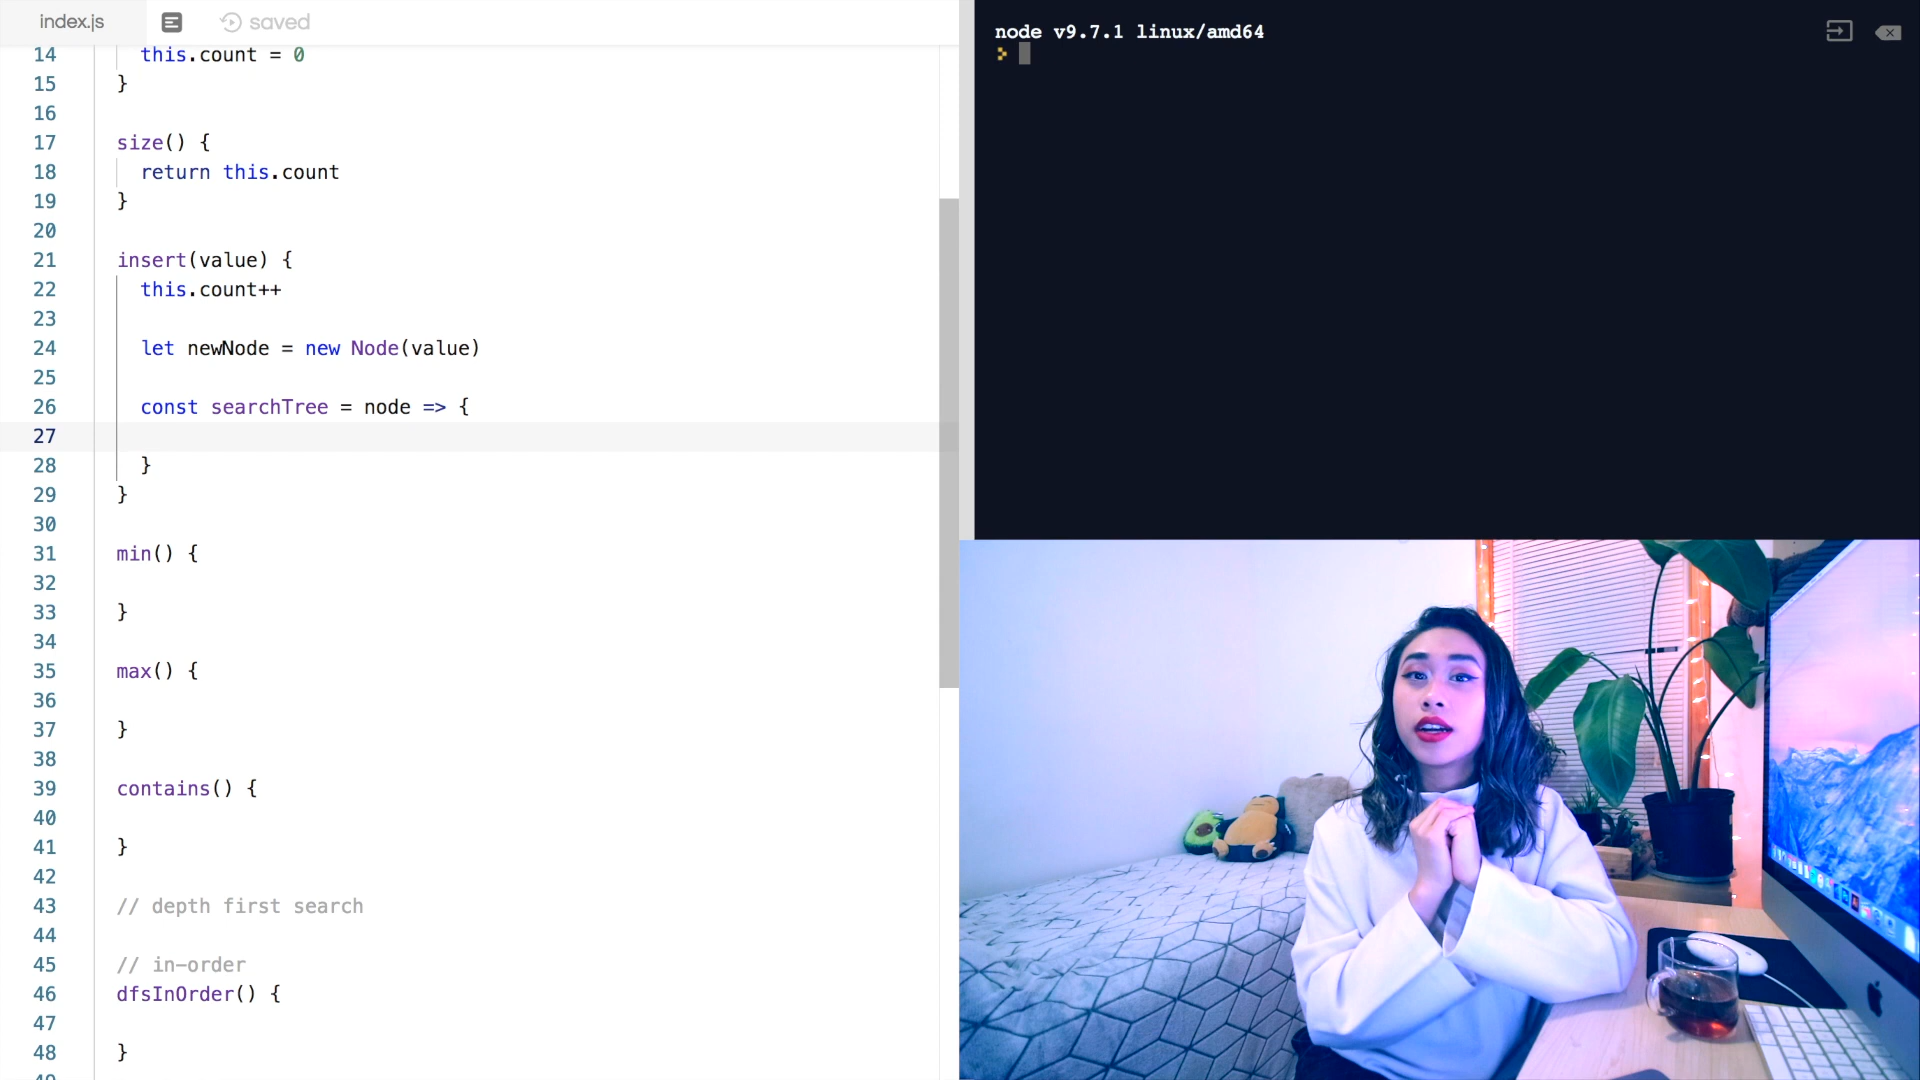 index.js saved
14 this.count = 0
15 }
16
17 size() {
18 return this.count
19 }
20
21 insert(value) {
22 this.count++
23
24 let newNode = new Node(value)
25
26 const searchTree = node => {
27
28 }
29 }
30
31 min() {
32
33 }
34
35 max() {
36
37 }
38
39 contains() {
40
41 }
42
43 // depth first search
44
45 // in-order
46 dfsInOrder() {
47
48 }
node v9.7.1 linux/amd64
>